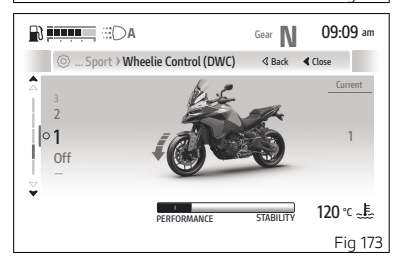 A Gear N 09:09 am
... Sport Wheelie Control (DWC) Back Close
Current
3
2
1 1
Off
–
PERFORMANCE STABILITY 120 °C
Fig 173